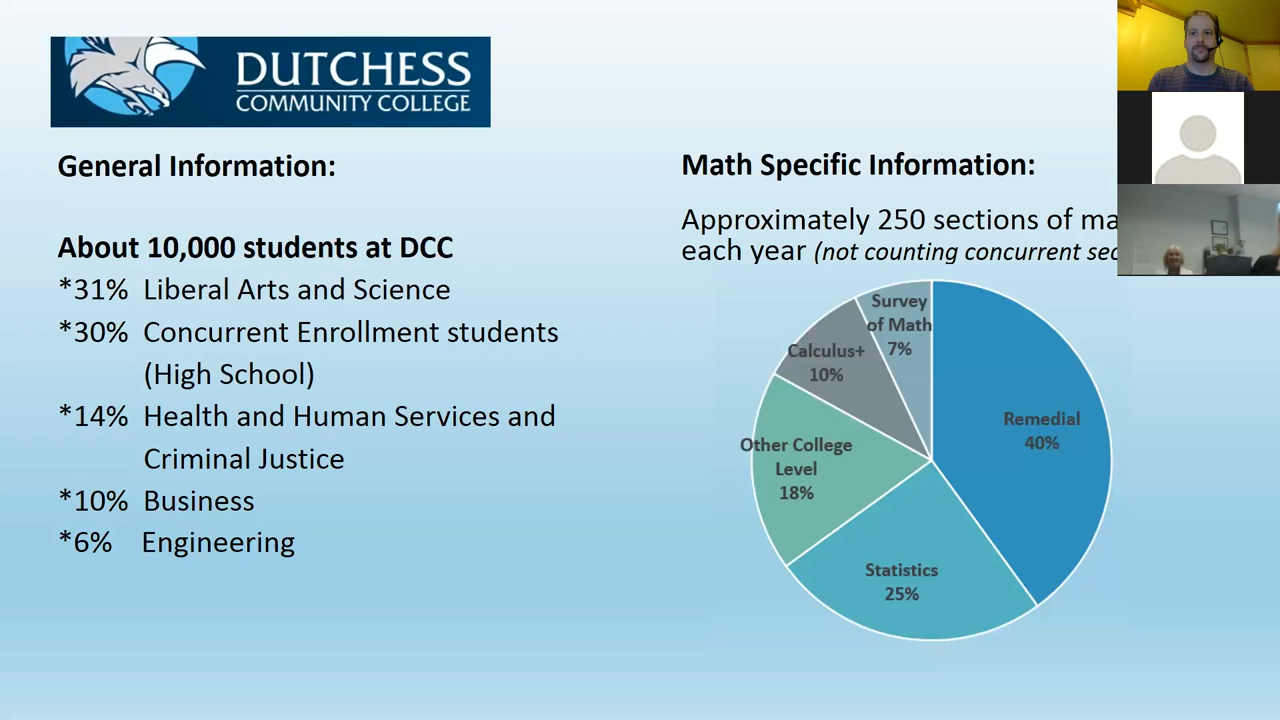 DUTCHESS
COMMUNITY COLLEGE
General Information:
About 10,000 students at DCC
*31% Liberal Arts and Science
*30% Concurrent Enrollment students
(High School)
*14% Health and Human Services and
Criminal Justice
*10% Business
*6% Engineering
Math Specific Information:
Approximately 250 sections of
each year (not counting concurrent
Survey
of Math
7%
Calculus+
10%
Remedial
40%
Other College
Level
18%
Statistics
25%